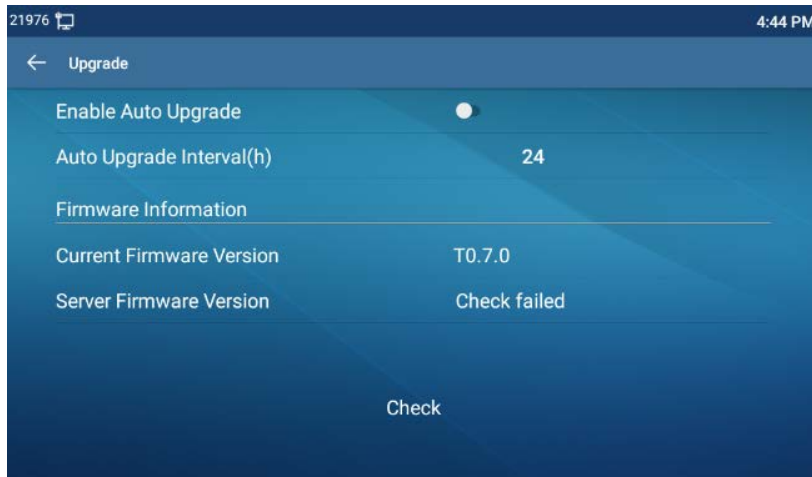 21976 4:44 PM
Upgrade
Enable Auto Upgrade
Auto Upgrade Interval(h) 24
Firmware Information
Current Firmware Version T0.7.0
Server Firmware Version Check failed
Check